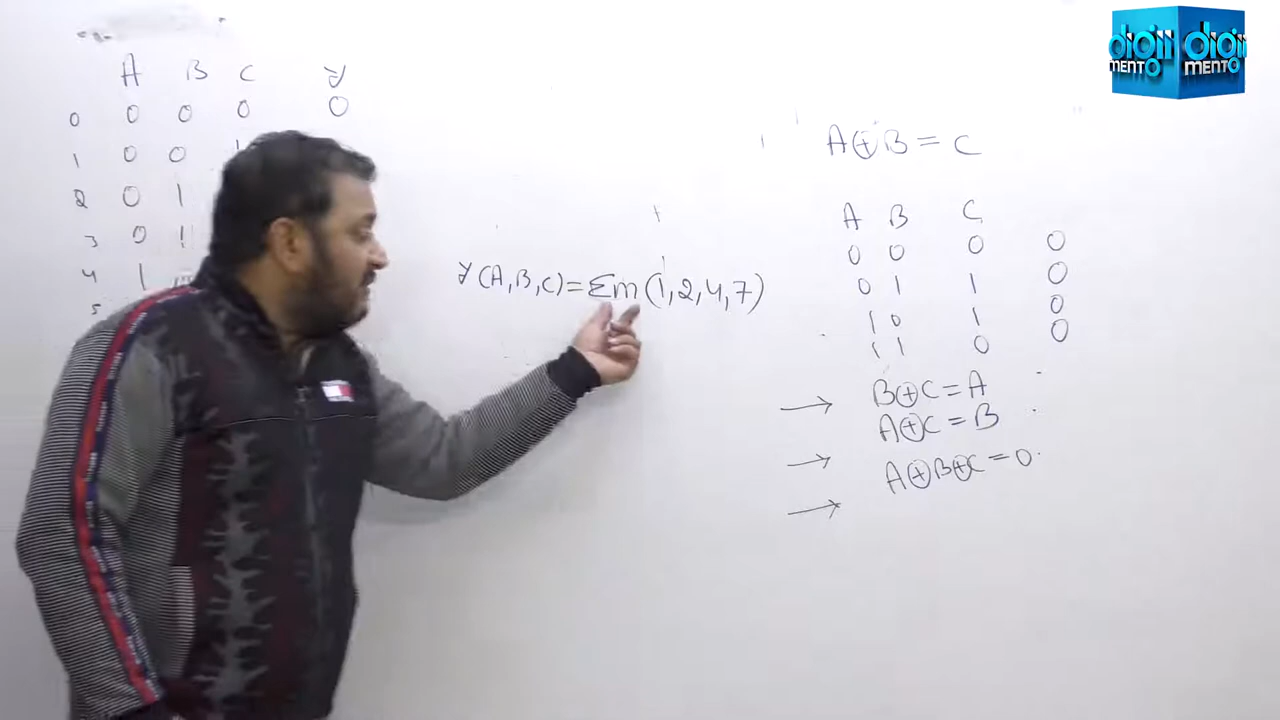 A B C Y
0 0 0 0 0
1 0 0
2 0 1
3 0 1
4 1
5
Y(A,B,C)=Σm(1,2,4,7)
A⊕B=C
A B C
0 0 0 0
0 1 1 0
1 0 1 0
1 1 0 0
→ B⊕C=A
A⊕C=B
→
A⊕B⊕C=0
→
digii MENTO digii MENTO